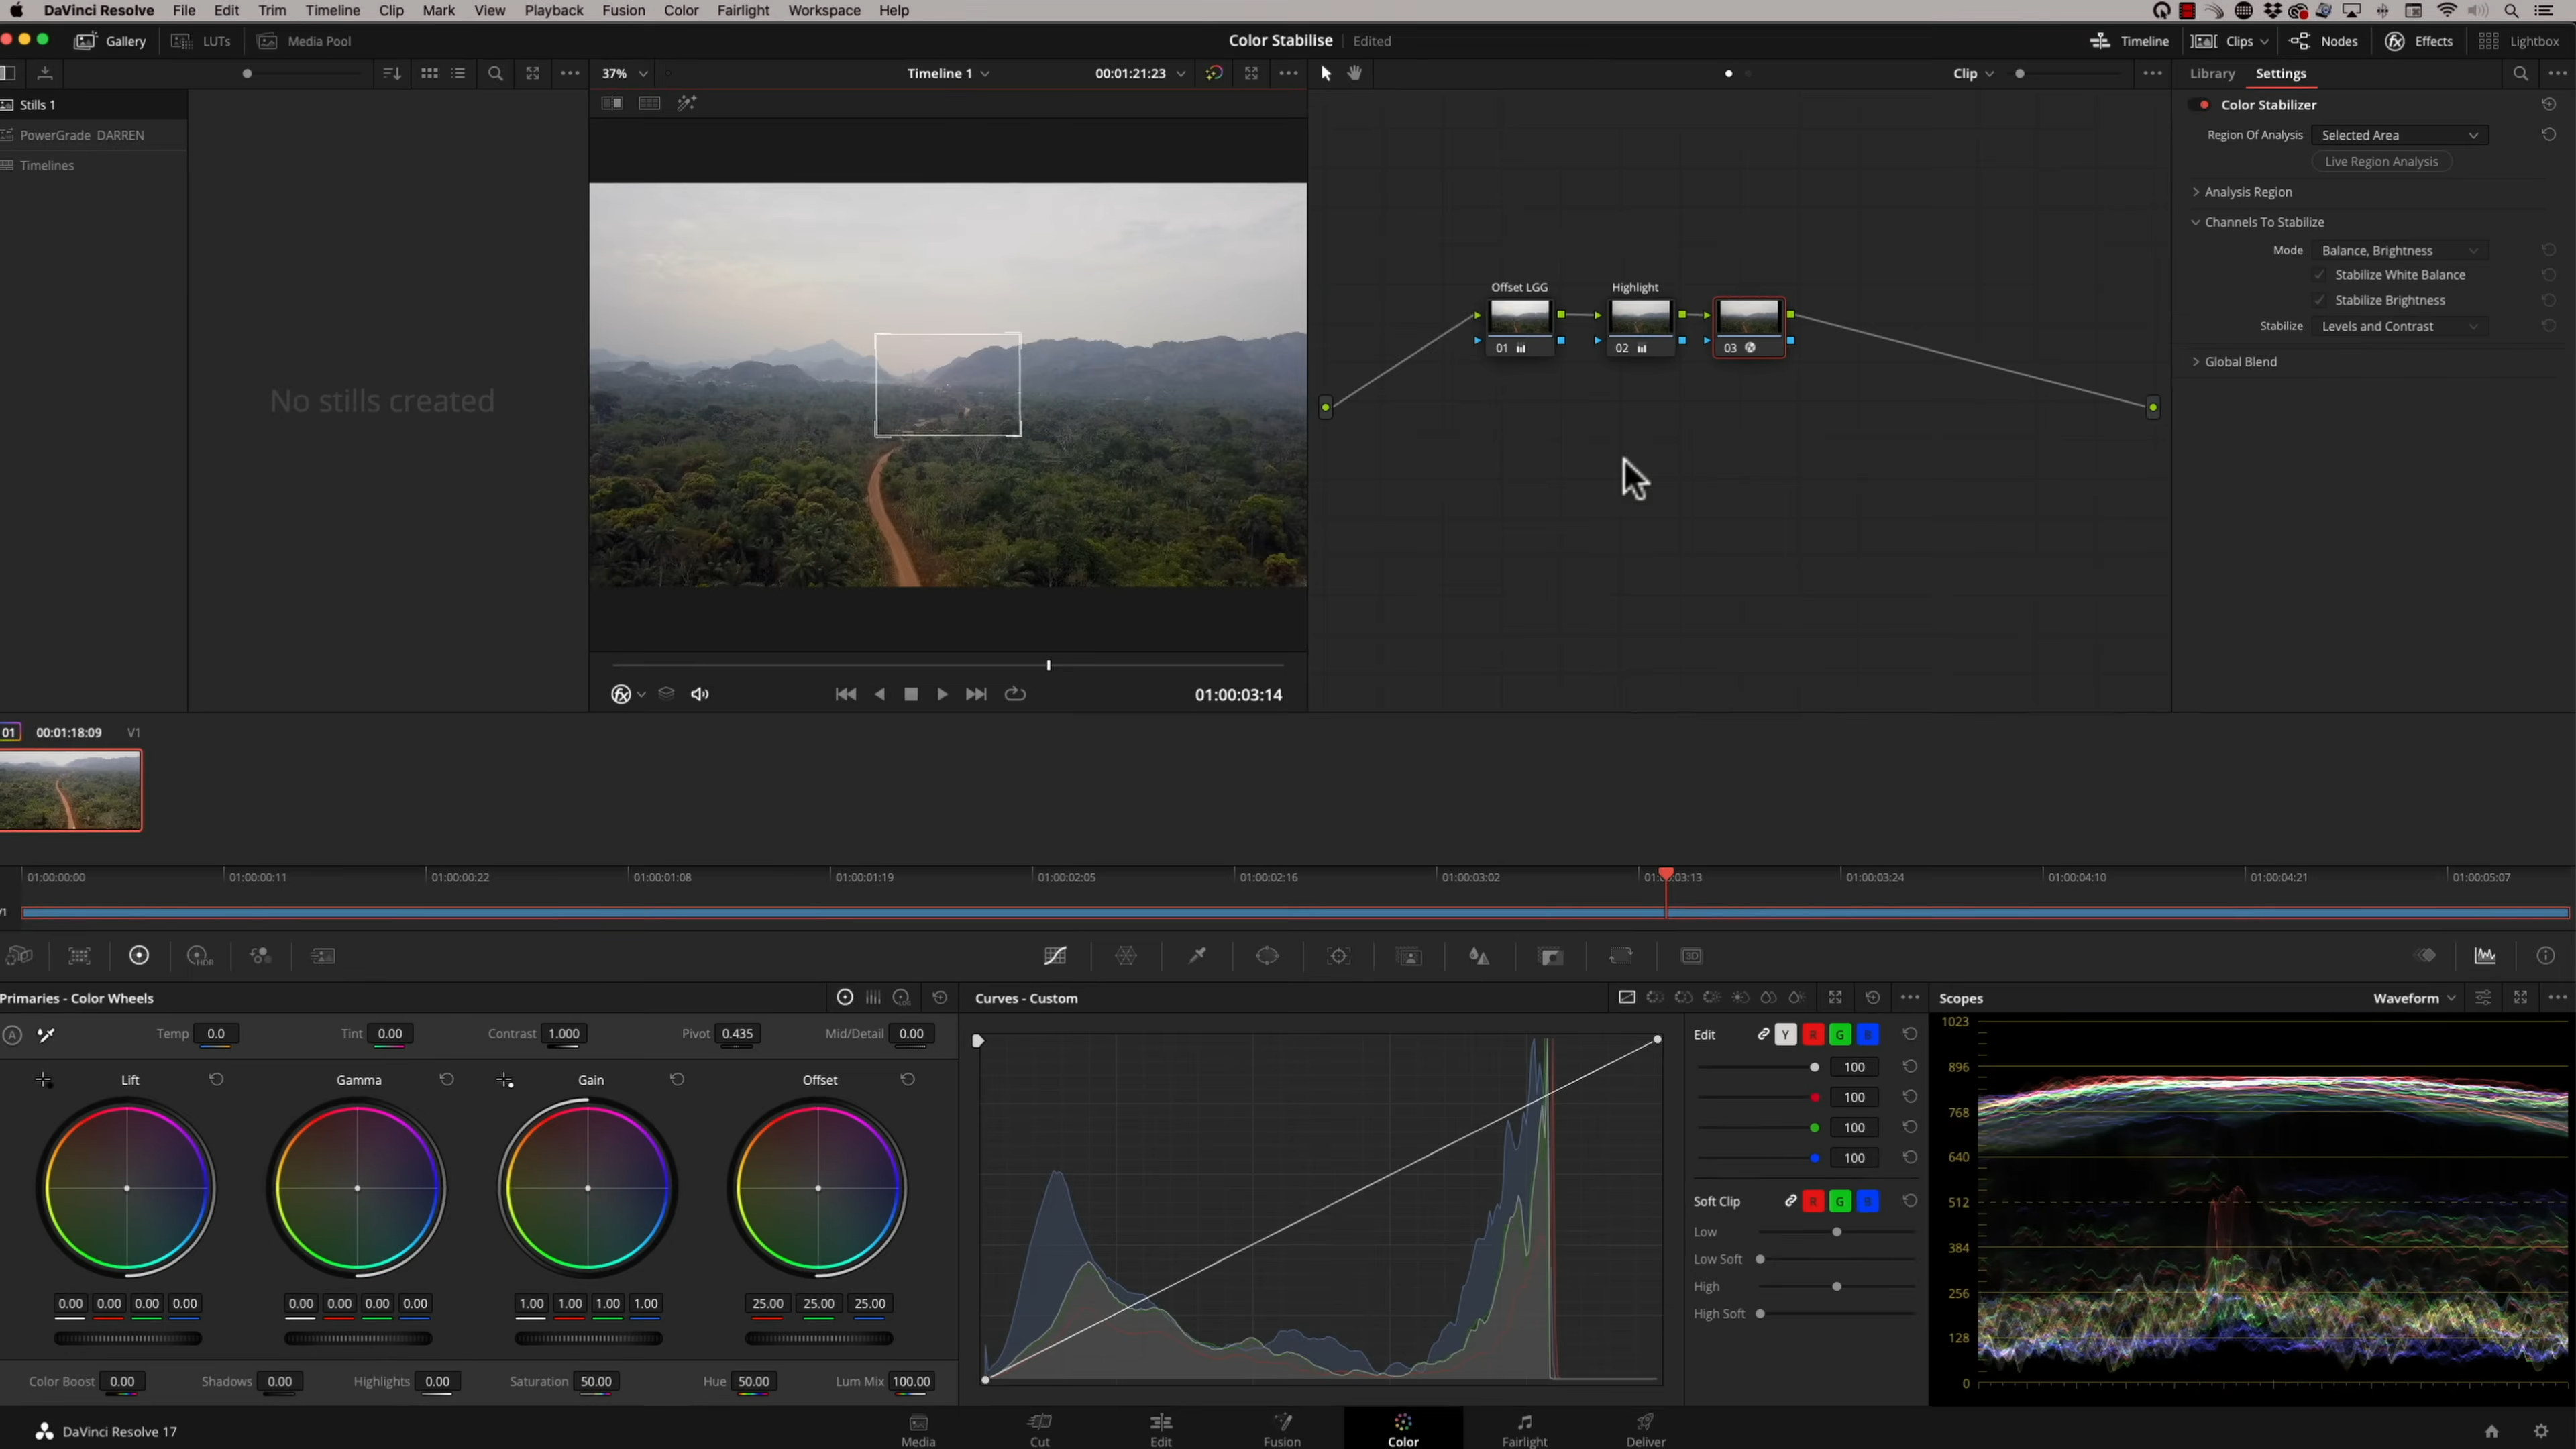 DaVinci Resolve File Edit Trim Timeline Clip Mark View Playback Fusion Color Fairlight Workspace Help
Gallery LUTs Media Pool Color Stabilise Edited Timeline Clips Nodes Effects Lightbox
37% Timeline 1 00:01:21:23 Clip Library Settings
Stills 1
PowerGrade DARREN
Timelines
No stills created
Offset LGG Highlight
01 02 03
Color Stabilizer
Region Of Analysis Selected Area
Live Region Analysis
Analysis Region
Channels To Stabilize
Mode Balance, Brightness
Stabilize White Balance
Stabilize Brightness
Stabilize Levels and Contrast
Global Blend
01:00:03:14
01 00:01:18:09 V1
01:00:00:00 01:00:00:11 01:00:00:22 01:00:01:08 01:00:01:19 01:00:02:05 01:00:02:16 01:00:03:02 01:00:03:13 01:00:03:24 01:00:04:10 01:00:04:21 01:00:05:07
V1
HDR 3D
Primaries - Color Wheels
A Temp 0.0 Tint 0.00 Contrast 1.000 Pivot 0.435 Mid/Detail 0.00
Lift Gamma Gain Offset
0.00 0.00 0.00 0.00 0.00 0.00 0.00 0.00 1.00 1.00 1.00 1.00 25.00 25.00 25.00
Color Boost 0.00 Shadows 0.00 Highlights 0.00 Saturation 50.00 Hue 50.00 Lum Mix 100.00
Curves - Custom
Edit Y R G B
100
100
100
100
Soft Clip R G B
Low
Low Soft
High
High Soft
Scopes Waveform
1023
896
768
640
512
384
256
128
0
DaVinci Resolve 17 Media Cut Edit Fusion Color Fairlight Deliver